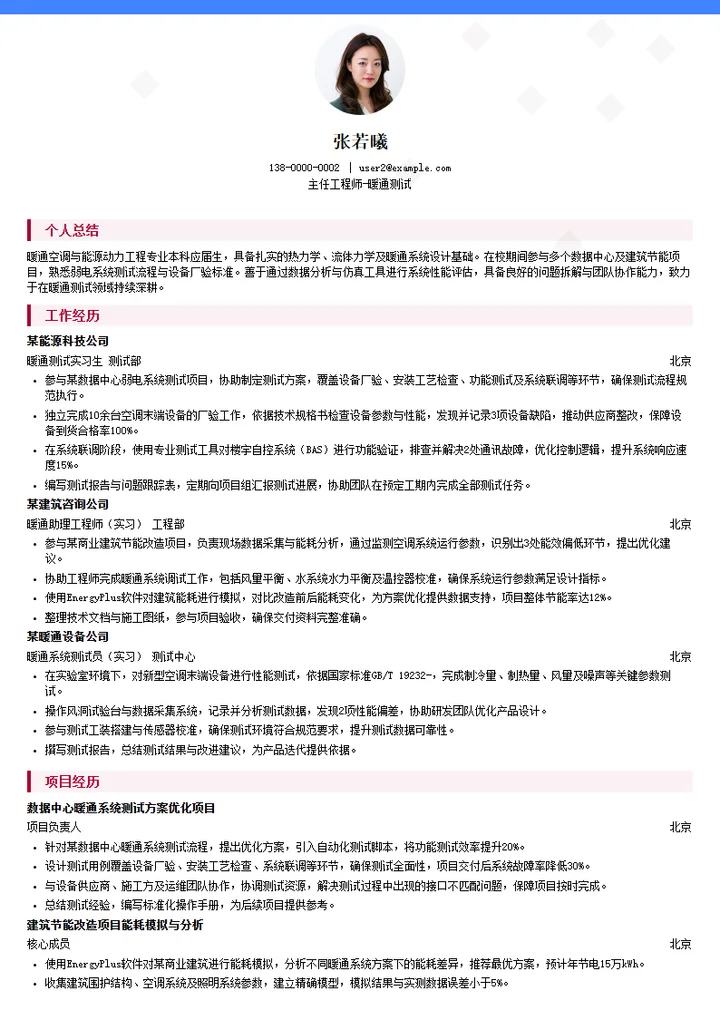 张若曦
138-0000-0002 | user2@example.com
主任工程师-暖通测试
个人总结
暖通空调与能源动力工程专业本科应届生，具备扎实的热力学、流体力学及暖通系统设计基础。在校期间参与多个数据中心及建筑节能项
目，熟悉弱电系统测试流程与设备厂验标准。善于通过数据分析与仿真工具进行系统性能评估，具备良好的问题拆解与团队协作能力，致力
于在暖通测试领域持续深耕。
工作经历
某能源科技公司
暖通测试实习生 测试部 北京
• 参与某数据中心弱电系统测试项目，协助制定测试方案，覆盖设备厂验、安装工艺检查、功能测试及系统联调等环节，确保测试流程规
范执行。
• 独立完成10余台空调末端设备的厂验工作，依据技术规格书检查设备参数与性能，发现并记录3项设备缺陷，推动供应商整改，保障设
备到货合格率100%。
• 在系统联调阶段，使用专业测试工具对楼宇自控系统（BAS）进行功能验证，排查并解决2处通讯故障，优化控制逻辑，提升系统响应速
度15%。
• 编写测试报告与问题跟踪表，定期向项目组汇报测试进展，协助团队在预定工期内完成全部测试任务。
某建筑咨询公司
暖通助理工程师（实习） 工程部 北京
• 参与某商业建筑节能改造项目，负责现场数据采集与能耗分析，通过监测空调系统运行参数，识别出3处能效偏低环节，提出优化建
议。
• 协助工程师完成暖通系统调试工作，包括风量平衡、水系统水力平衡及温控器校准，确保系统运行参数满足设计指标。
• 使用EnergyPlus软件对建筑能耗进行模拟，对比改造前后能耗变化，为方案优化提供数据支持，项目整体节能率达12%。
• 整理技术文档与施工图纸，参与项目验收，确保交付资料完整准确。
某暖通设备公司
暖通系统测试员（实习） 测试中心 北京
• 在实验室环境下，对新型空调末端设备进行性能测试，依据国家标准GB/T 19232-，完成制冷量、制热量、风量及噪声等关键参数测
试。
• 操作风洞试验台与数据采集系统，记录并分析测试数据，发现2项性能偏差，协助研发团队优化产品设计。
• 参与测试工装搭建与传感器校准，确保测试环境符合规范要求，提升测试数据可靠性。
• 撰写测试报告，总结测试结果与改进建议，为产品迭代提供依据。
项目经历
数据中心暖通系统测试方案优化项目
项目负责人 北京
• 针对某数据中心暖通系统测试流程，提出优化方案，引入自动化测试脚本，将功能测试效率提升20%。
• 设计测试用例覆盖设备厂验、安装工艺检查、系统联调等环节，确保测试全面性，项目交付后系统故障率降低30%。
• 与设备供应商、施工方及运维团队协作，协调测试资源，解决测试过程中出现的接口不匹配问题，保障项目按时完成。
• 总结测试经验，编写标准化操作手册，为后续项目提供参考。
建筑节能改造项目能耗模拟与分析
核心成员 北京
• 使用EnergyPlus软件对某商业建筑进行能耗模拟，分析不同暖通系统方案下的能耗差异，推荐最优方案，预计年节电15万kWh。
• 收集建筑围护结构、空调系统及照明系统参数，建立精确模型，模拟结果与实测数据误差小于5%。